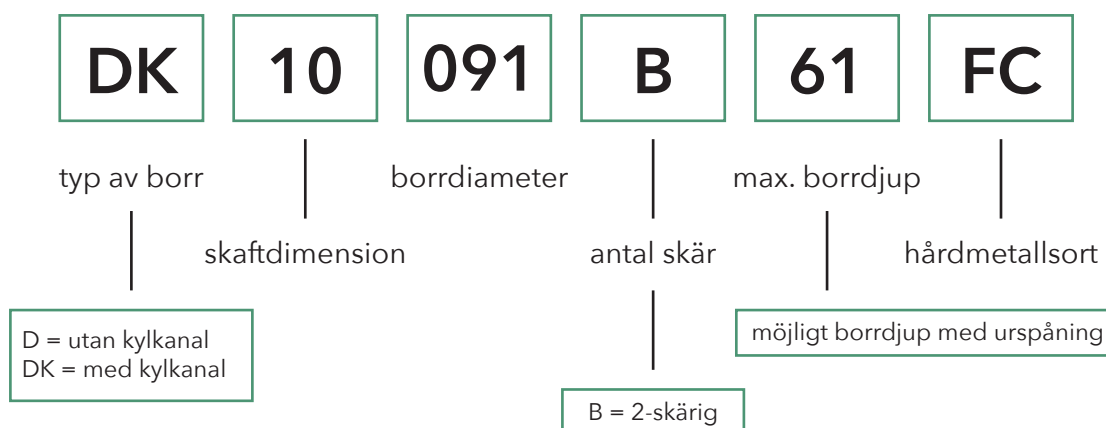 DK 10 091 B 61 FC
typ av borr
borrdiameter
max. borrdjup
skaftdimension
antal skär
hårdmetallsort
D = utan kylkanal
DK = med kylkanal
möjligt borrdjup med urspåning
B = 2-skärig